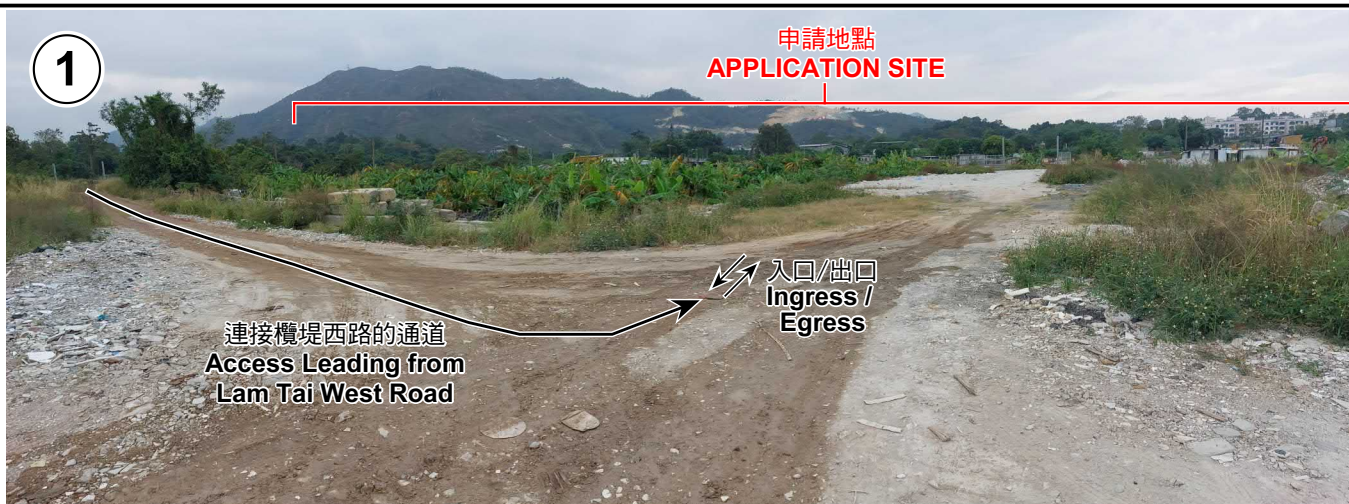 1
申請地點
APPLICATION SITE
入口/出口
Ingress /
Egress
連接欖堤西路的通道
Access Leading from
Lam Tai West Road